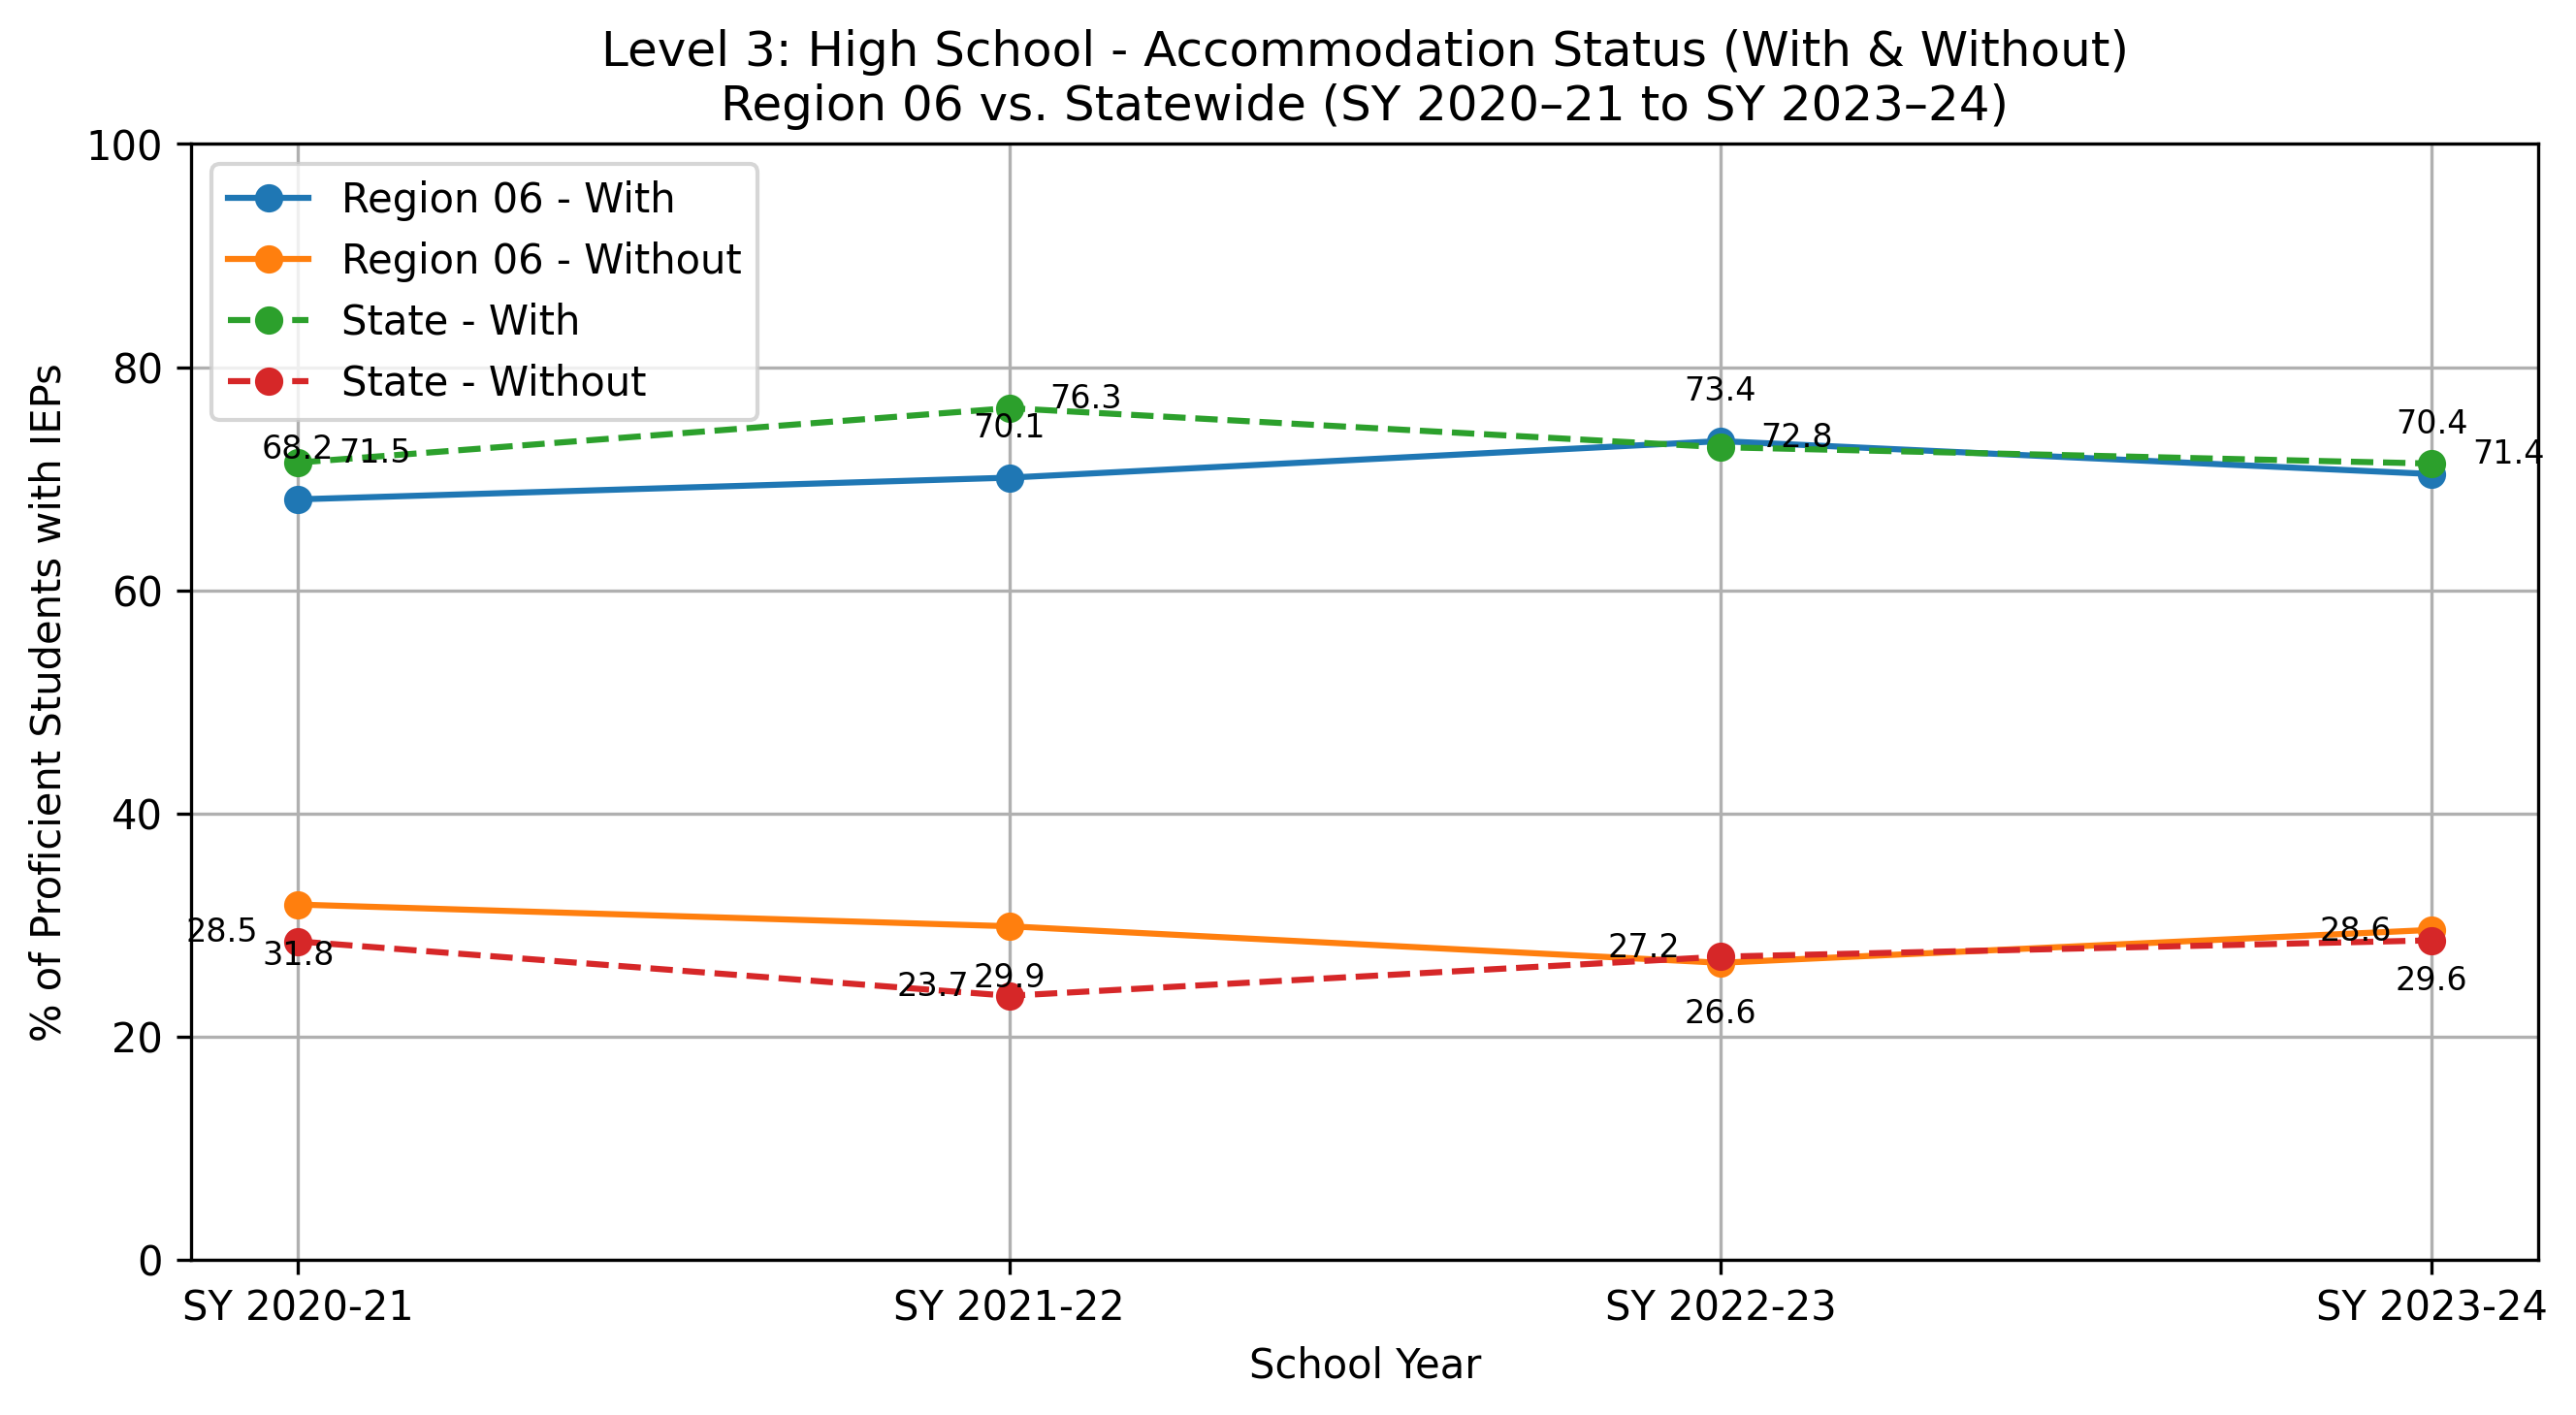 Level 3: High School - Accommodation Status (With & Without)
Region 06 vs. Statewide (SY 2020–21 to SY 2023–24)
% of Proficient Students with IEPs
100
80
60
40
20
0
Region 06 - With
Region 06 - Without
State - With
State - Without
68.2
71.5
76.3
70.1
73.4
72.8
70.4
71.4
28.5
31.8
23.7
29.9
27.2
26.6
28.6
29.6
SY 2020-21
SY 2021-22
SY 2022-23
SY 2023-24
School Year